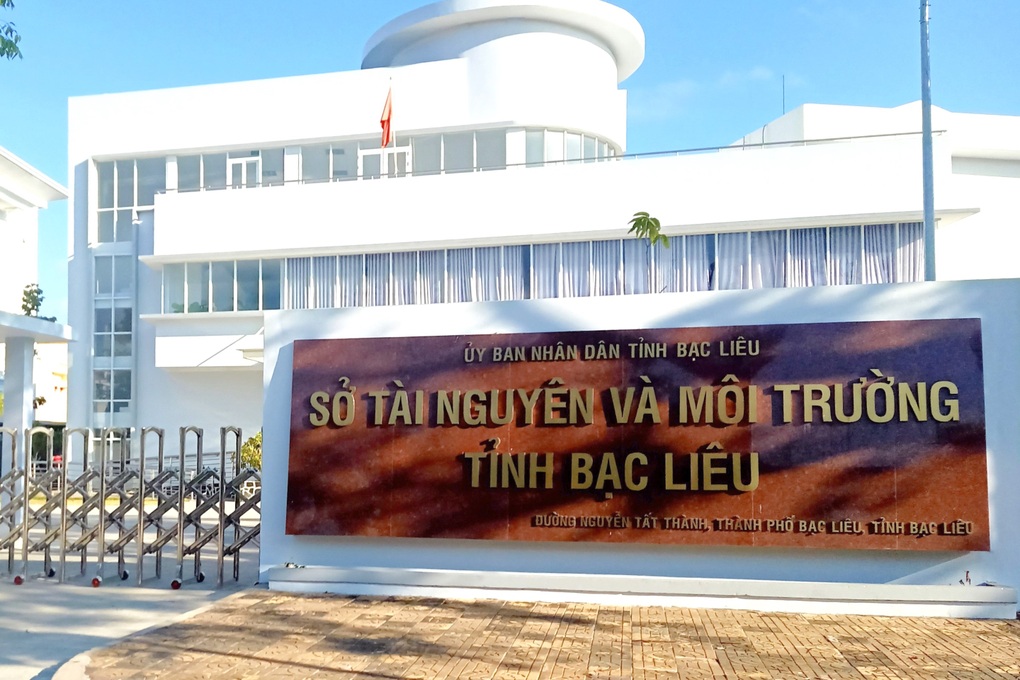 ỦY BAN NHÂN DÂN TỈNH BẠC LIÊU
SỞ TÀI NGUYÊN VÀ MÔI TRƯỜNG
TỈNH BẠC LIÊU
ĐƯỜNG NGUYỄN TẤT THÀNH, THÀNH PHỐ BẠC LIÊU, TỈNH BẠC LIÊU